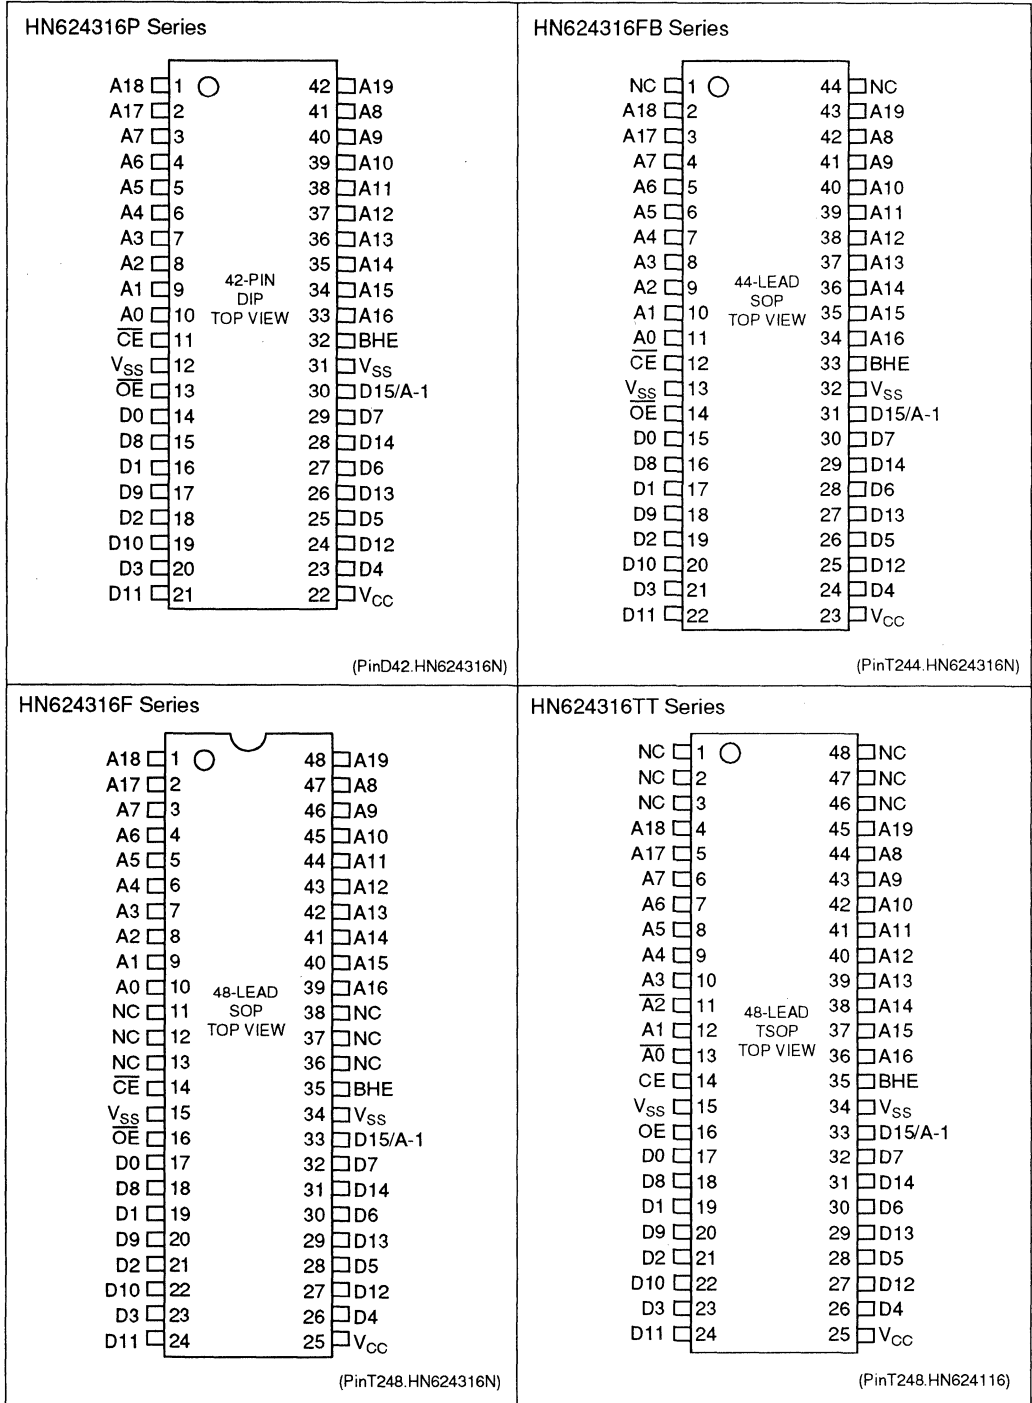 HN624316P Series
A18 1 42 A19
A17 2 41 A8
A7 3 40 A9
A6 4 39 A10
A5 5 38 A11
A4 6 37 A12
A3 7 36 A13
A2 8 35 A14
A1 9 34 A15
A0 10 33 A16
C̅E̅ 11 32 BHE
VSS 12 31 VSS
O̅E̅ 13 30 D15/A-1
D0 14 29 D7
D8 15 28 D14
D1 16 27 D6
D9 17 26 D13
D2 18 25 D5
D10 19 24 D12
D3 20 23 D4
D11 21 22 VCC
42-PIN
DIP
TOP VIEW
(PinD42.HN624316N)
HN624316FB Series
NC 1 44 NC
A18 2 43 A19
A17 3 42 A8
A7 4 41 A9
A6 5 40 A10
A5 6 39 A11
A4 7 38 A12
A3 8 37 A13
A2 9 36 A14
A1 10 35 A15
A0 11 34 A16
C̅E̅ 12 33 BHE
VSS 13 32 VSS
O̅E̅ 14 31 D15/A-1
D0 15 30 D7
D8 16 29 D14
D1 17 28 D6
D9 18 27 D13
D2 19 26 D5
D10 20 25 D12
D3 21 24 D4
D11 22 23 VCC
44-LEAD
SOP
TOP VIEW
(PinT244.HN624316N)
HN624316F Series
A18 1 48 A19
A17 2 47 A8
A7 3 46 A9
A6 4 45 A10
A5 5 44 A11
A4 6 43 A12
A3 7 42 A13
A2 8 41 A14
A1 9 40 A15
A0 10 39 A16
NC 11 38 NC
NC 12 37 NC
NC 13 36 NC
C̅E̅ 14 35 BHE
VSS 15 34 VSS
O̅E̅ 16 33 D15/A-1
D0 17 32 D7
D8 18 31 D14
D1 19 30 D6
D9 20 29 D13
D2 21 28 D5
D10 22 27 D12
D3 23 26 D4
D11 24 25 VCC
48-LEAD
SOP
TOP VIEW
(PinT248.HN624316N)
HN624316TT Series
NC 1 48 NC
NC 2 47 NC
NC 3 46 NC
A18 4 45 A19
A17 5 44 A8
A7 6 43 A9
A6 7 42 A10
A5 8 41 A11
A4 9 40 A12
A3 10 39 A13
A̅2̅ 11 38 A14
A1 12 37 A15
A̅0̅ 13 36 A16
CE 14 35 BHE
VSS 15 34 VSS
OE 16 33 D15/A-1
D0 17 32 D7
D8 18 31 D14
D1 19 30 D6
D9 20 29 D13
D2 21 28 D5
D10 22 27 D12
D3 23 26 D4
D11 24 25 VCC
48-LEAD
TSOP
TOP VIEW
(PinT248.HN624116)